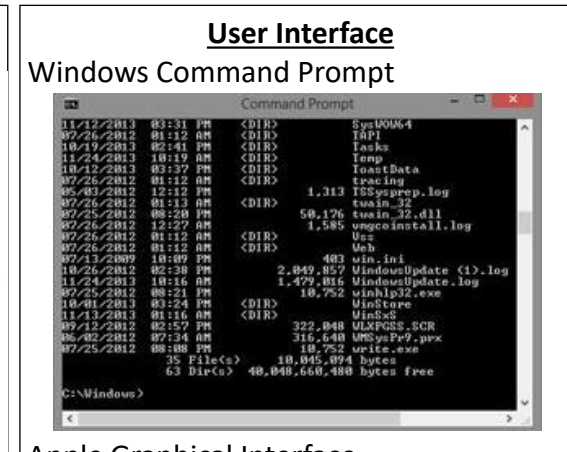 User Interface
Windows Command Prompt
Command Prompt
11/12/2013 03:31 PM <DIR> SysWOW64
07/26/2012 01:12 AM <DIR> TAPI
10/19/2013 02:41 PM <DIR> Tasks
11/24/2013 10:19 AM <DIR> Temp
10/12/2013 03:37 PM <DIR> ToastData
07/26/2012 01:12 AM <DIR> tracing
05/03/2012 12:12 PM 1,313 TSSysprep.log
07/26/2012 01:13 AM <DIR> twain_32
07/25/2012 08:20 PM 50,176 twain_32.dll
07/26/2012 12:27 AM 1,585 vmgcoinstall.log
07/26/2012 01:12 AM <DIR> Vss
07/26/2012 01:12 AM <DIR> Web
07/13/2009 10:09 PM 403 win.ini
10/26/2012 02:38 PM 2,049,857 WindowsUpdate (1).log
11/24/2013 10:16 AM 1,479,016 WindowsUpdate.log
07/25/2012 08:21 PM 10,752 winhlp32.exe
10/01/2013 03:24 PM <DIR> WinStore
11/13/2013 01:16 AM <DIR> WinSxS
09/12/2012 02:57 PM 322,048 WLXPGSS.SCR
06/02/2012 07:34 AM 316,640 WMSysPr9.prx
07/25/2012 08:08 PM 10,752 write.exe
35 File(s) 10,045,094 bytes
63 Dir(s) 40,048,660,480 bytes free
C:\Windows>
Apple Graphical Interface